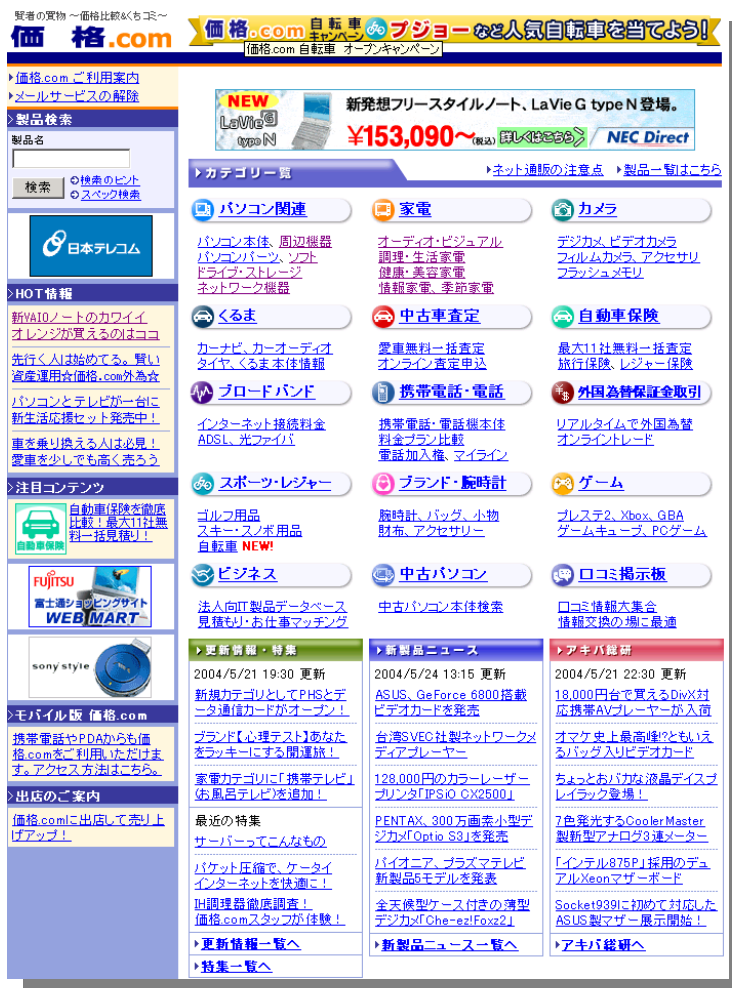 賢者の買物 ～価格比較&くちコミ～
価格.com
価格.com 自転車キャンペーン プジョーなど人気自転車を当てよう!
価格.com 自転車 オープンキャンペーン
価格.com ご利用案内
メールサービスの解除
製品検索
製品名
検索
検索のヒント
スペック検索
日本テレコム
HOT情報
新VAIOノートのカワイイ
オレンジが買えるのはココ
先行く人は始めてる。賢い
資産運用☆価格.com外為☆
パソコンとテレビが一台に
新生活応援セット発売中!
車を乗り換える人は必見!
愛車を少しでも高く売ろう
注目コンテンツ
自動車保険を徹底
比較!最大11社無
料一括見積り!
自動車保険
FUJITSU
富士通ショッピングサイト
WEB MART
sony style
モバイル版 価格.com
携帯電話やPDAからも価
格.comをご利用いただけま
す。アクセス方法はこちら。
出店のご案内
価格.comに出店して売り上
げアップ!
NEW
LaVie G
type N
新発想フリースタイルノート、LaVie G type N 登場。
¥153,090～(税込) 詳しくはこちら NEC Direct
カテゴリ一覧
ネット通販の注意点 製品一覧はこちら
パソコン関連
パソコン本体、周辺機器
パソコンパーツ、ソフト
ドライブ・ストレージ
ネットワーク機器
家電
オーディオ・ビジュアル
調理・生活家電
健康・美容家電
情報家電、季節家電
カメラ
デジカメ、ビデオカメラ
フィルムカメラ、アクセサリ
フラッシュメモリ
くるま
カーナビ、カーオーディオ
タイヤ、くるま本体情報
中古車査定
愛車無料一括査定
オンライン査定申込
自動車保険
最大11社無料一括査定
旅行保険、レジャー保険
ブロードバンド
インターネット接続料金
ADSL、光ファイバ
携帯電話・電話
携帯電話・電話機本体
料金プラン比較
電話加入権、マイライン
外国為替保証金取引
リアルタイムで外国為替
オンライントレード
スポーツ・レジャー
ゴルフ用品
スキー・スノボ用品
自転車 NEW!
ブランド・腕時計
腕時計、バッグ、小物
財布、アクセサリー
ゲーム
プレステ2、Xbox、GBA
ゲームキューブ、PCゲーム
ビジネス
法人向IT製品データベース
見積もり・お仕事マッチング
中古パソコン
中古パソコン本体検索
口コミ掲示板
口コミ情報大集合
情報交換の場に最適
更新情報・特集
2004/5/21 19:30 更新
新規カテゴリとしてPHSとデ
ータ通信カードがオープン!
ブランド【心理テスト】あなた
をラッキーにする開運旅!
家電カテゴリに「携帯テレビ」
「お風呂テレビ」を追加!
最近の特集
サーバーってこんなもの
パケット圧縮で、ケータイ
インターネットを快適に!
IH調理器徹底調査!
価格.comスタッフが体験!
更新情報一覧へ
特集一覧へ
新製品ニュース
2004/5/24 13:15 更新
ASUS、GeForce 6800搭載
ビデオカードを発売
台湾SVEC社製ネットワークメ
ディアプレーヤー
128,000円のカラーレーザー
プリンタ「IPSiO CX2500」
PENTAX、300万画素小型デ
ジカメ「Optio S3」を発売
パイオニア、プラズマテレビ
新製品5モデルを発表
全天候型ケース付きの薄型
デジカメ「Che-ez!Foxz2」
新製品ニュース一覧へ
アキバ総研
2004/5/21 22:30 更新
18,000円台で買えるDivX対
応携帯AVプレーヤーが入荷
オマケ史上最高峰!?ともいえ
るバッグ入りビデオカード
ちょっとおバカな液晶ディスプ
レイラック登場!
7色発光するCooler Master
製新型アナログ3連メーター
「インテル875P」採用のデュ
アルXeonマザーボード
Socket939に初めて対応した
ASUS製マザー展示開始!
アキバ総研へ